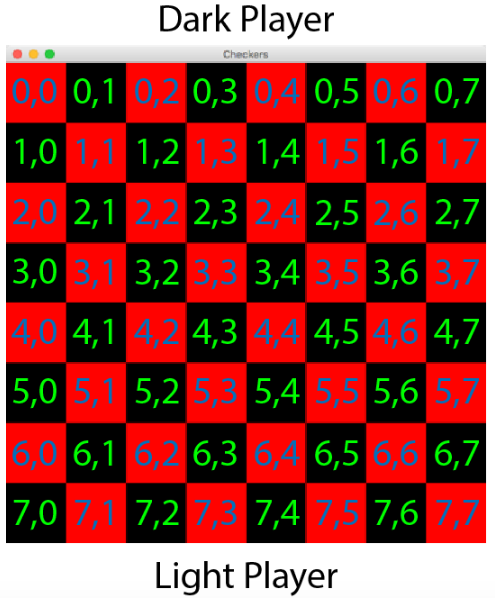 Dark Player
Checkers
0,0 0,1 0,2 0,3 0,4 0,5 0,6 0,7
1,0 1,1 1,2 1,3 1,4 1,5 1,6 1,7
2,0 2,1 2,2 2,3 2,4 2,5 2,6 2,7
3,0 3,1 3,2 3,3 3,4 3,5 3,6 3,7
4,0 4,1 4,2 4,3 4,4 4,5 4,6 4,7
5,0 5,1 5,2 5,3 5,4 5,5 5,6 5,7
6,0 6,1 6,2 6,3 6,4 6,5 6,6 6,7
7,0 7,1 7,2 7,3 7,4 7,5 7,6 7,7
Light Player